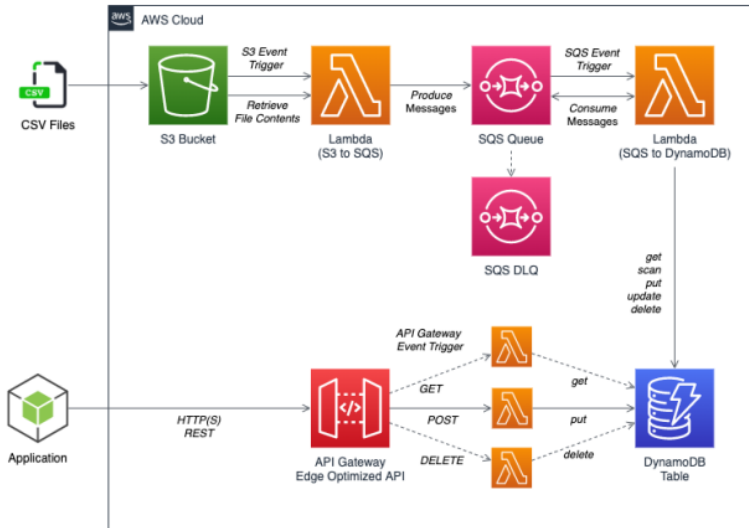 aws
AWS Cloud
CSV
CSV Files
S3 Event
Trigger
Retrieve
File Contents
S3 Bucket
Lambda
(S3 to SQS)
Produce
Messages
SQS Queue
SQS Event
Trigger
Consume
Messages
Lambda
(SQS to DynamoDB)
SQS DLQ
get
scan
put
update
delete
Application
HTTP(S)
REST
</>
API Gateway
Edge Optimized API
API Gateway
Event Trigger
GET
POST
DELETE
get
put
delete
DynamoDB
Table